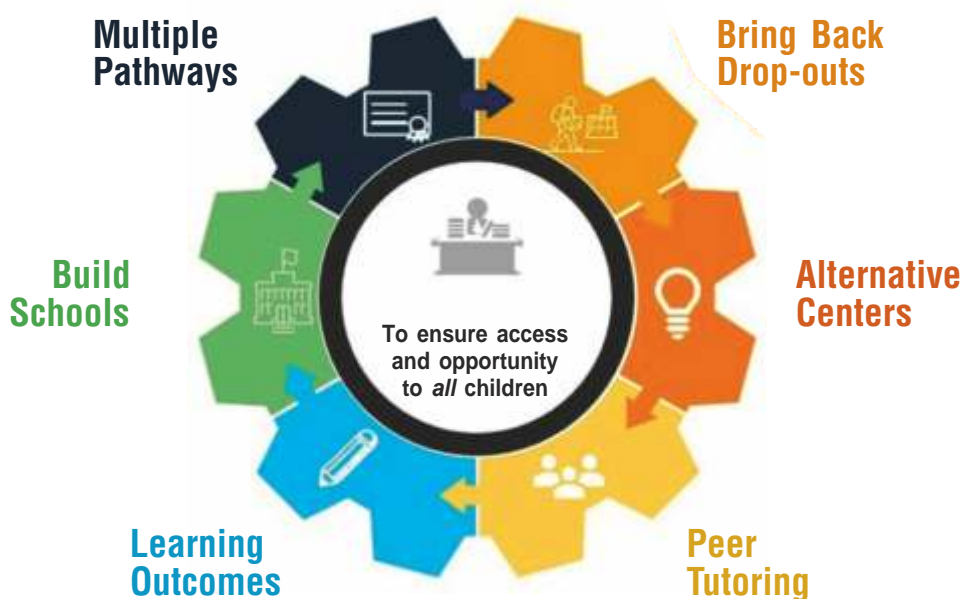 Multiple
Pathways
Bring Back
Drop-outs
Alternative
Centers
Peer
Tutoring
Learning
Outcomes
Build
Schools
To ensure access
and opportunity
to all children